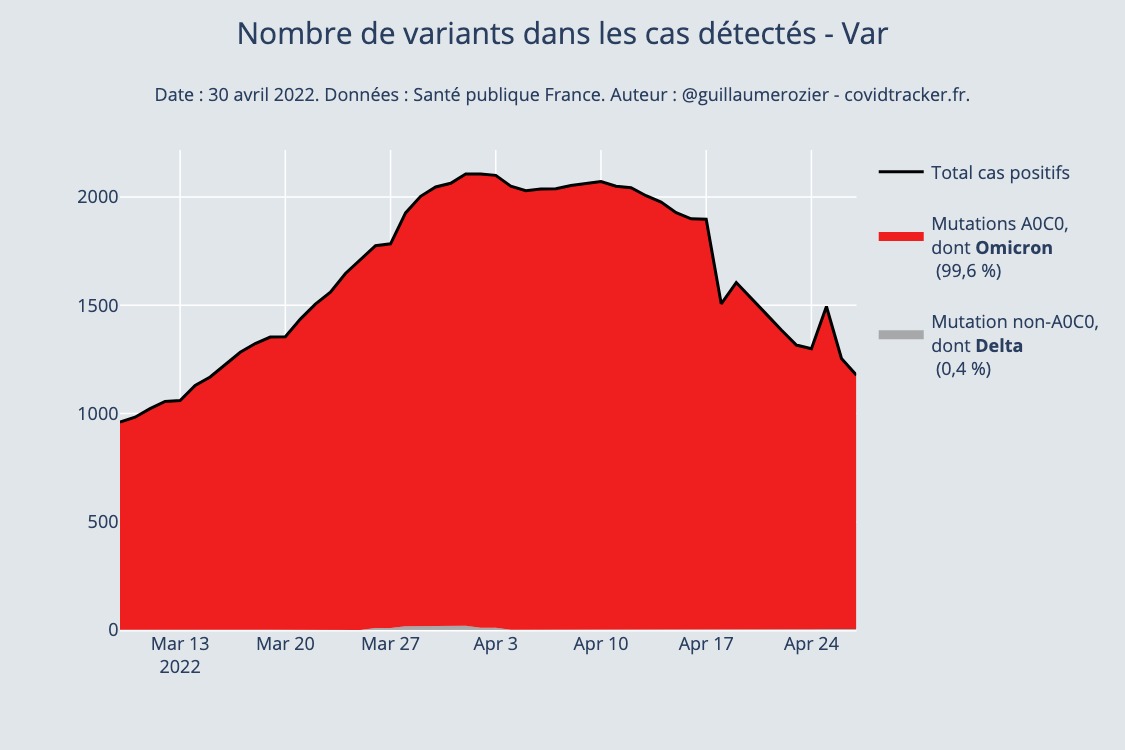 Nombre de variants dans les cas détectés - Var
Date : 30 avril 2022. Données : Santé publique France. Auteur : @guillaumerozier - covidtracker.fr.
Total cas positifs
Mutations A0C0,
dont Omicron
(99,6 %)
Mutation non-A0C0,
dont Delta
(0,4 %)
2000
1500
1000
500
0
Mar 13
2022
Mar 20
Mar 27
Apr 3
Apr 10
Apr 17
Apr 24